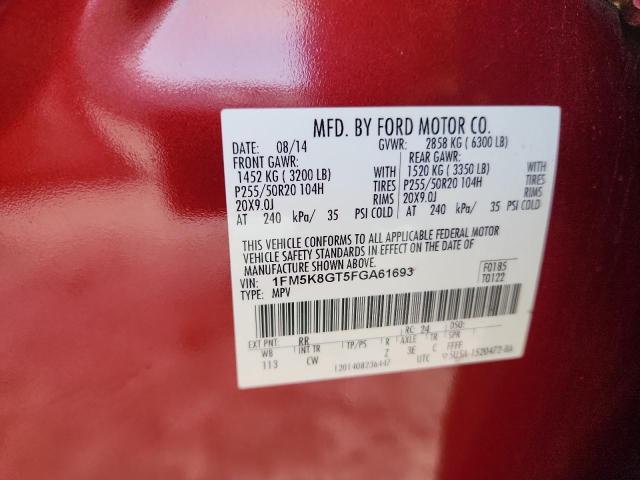 MFD. BY FORD MOTOR CO.
DATE: 08/14 GVWR: 2858 KG ( 6300 LB)
FRONT GAWR: REAR GAWR:
1452 KG ( 3200 LB) WITH 1520 KG ( 3350 LB) WITH
P255/50R20 104H TIRES P255/50R20 104H TIRES
20X9.0J RIMS 20X9.0J RIMS
AT 240 kPa/ 35 PSI COLD AT 240 kPa/ 35 PSI COLD
THIS VEHICLE CONFORMS TO ALL APPLICABLE FEDERAL MOTOR
VEHICLE SAFETY STANDARDS IN EFFECT ON THE DATE OF
MANUFACTURE SHOWN ABOVE.
VIN: 1FM5K8GT5FGA61693 F0185
TYPE: MPV T0122
EXT PNT: RR RC: 24 DSO:
WB INT TR TP/PS R AXLE TR SPR
113 CW Z 3E C FFFF
1201408236447 UTC